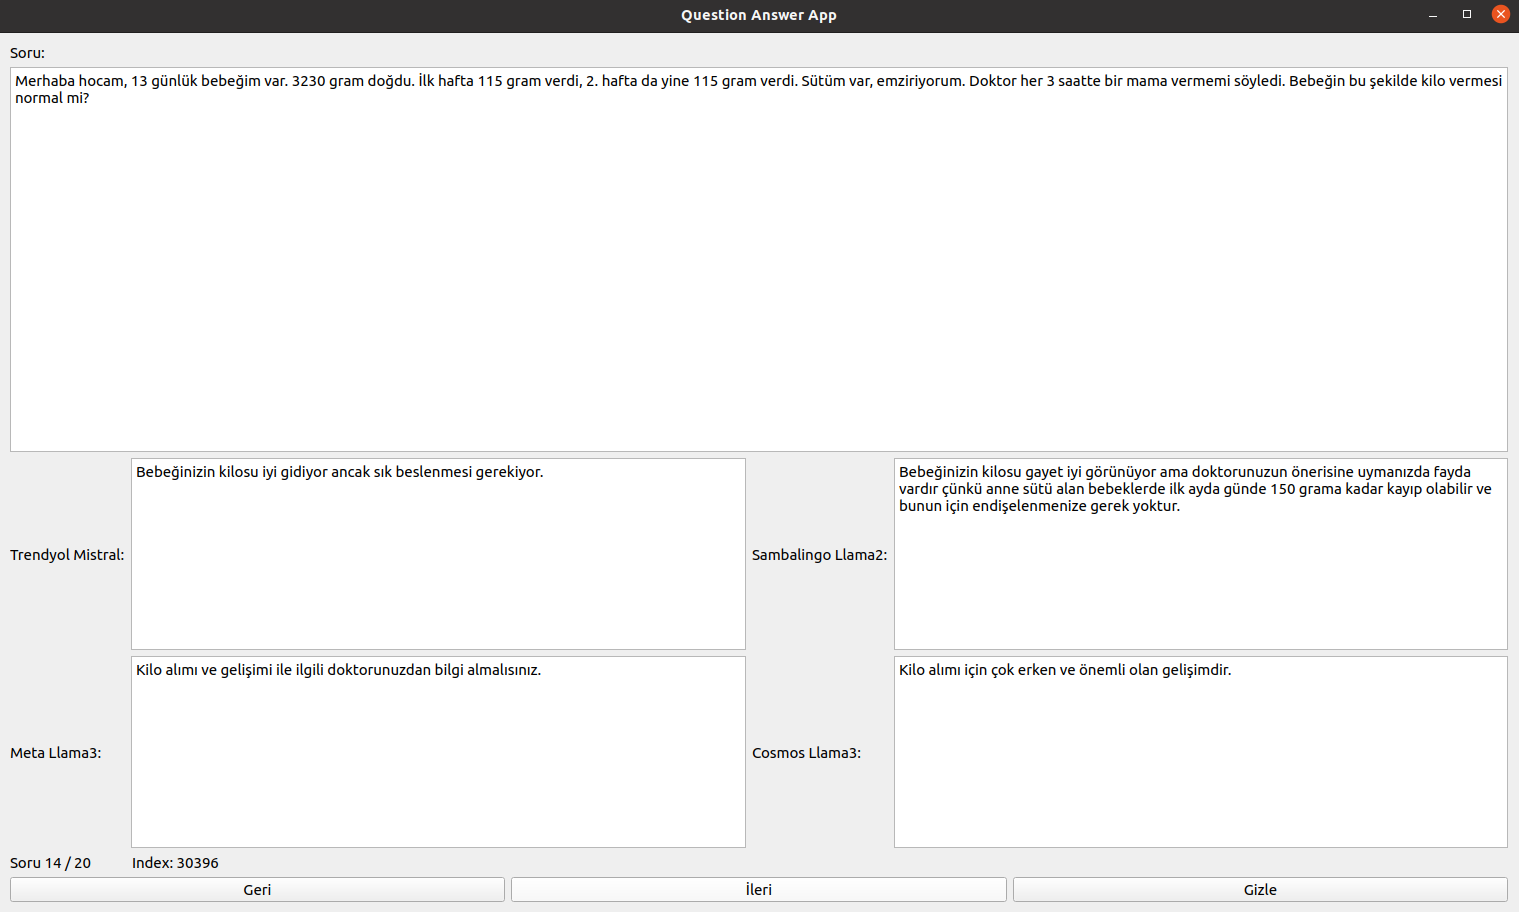 Question Answer App
Soru:
Merhaba hocam, 13 günlük bebeğim var. 3230 gram doğdu. İlk hafta 115 gram verdi, 2. hafta da yine 115 gram verdi. Sütüm var, emziriyorum. Doktor her 3 saatte bir mama vermemi söyledi. Bebeğin bu şekilde kilo vermesi
normal mi?
Trendyol Mistral:
Bebeğinizin kilosu iyi gidiyor ancak sık beslenmesi gerekiyor.
Sambalingo Llama2:
Bebeğinizin kilosu gayet iyi görünüyor ama doktorunuzun önerisine uymanızda fayda
vardır çünkü anne sütü alan bebeklerde ilk ayda günde 150 grama kadar kayıp olabilir ve
bunun için endişelenmenize gerek yoktur.
Meta Llama3:
Kilo alımı ve gelişimi ile ilgili doktorunuzdan bilgi almalısınız.
Cosmos Llama3:
Kilo alımı için çok erken ve önemli olan gelişimdir.
Soru 14 / 20 Index: 30396
Geri İleri Gizle